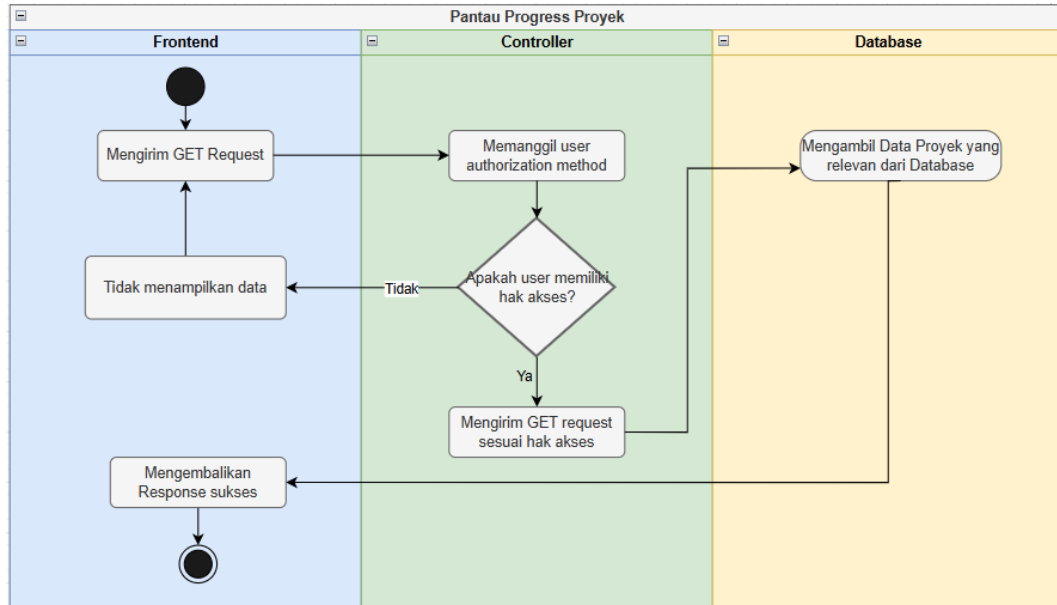 Pantau Progress Proyek
Frontend
Controller
Database
Mengirim GET Request
Memanggil user
authorization method
Mengambil Data Proyek yang
relevan dari Database
Apakah user memiliki
hak akses?
Tidak
Tidak menampilkan data
Ya
Mengirim GET request
sesuai hak akses
Mengembalikan
Response sukses